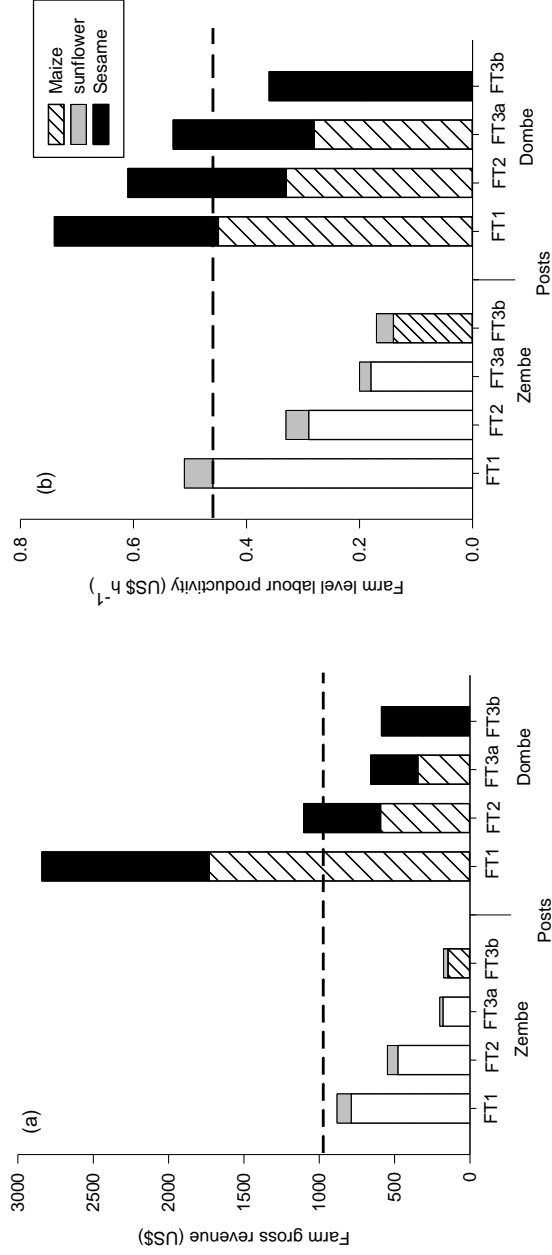 (a)
Farm gross revenue (US$)
3000
2500
2000
1500
1000
500
0
FT1 FT2 FT3a FT3b FT1 FT2 FT3a FT3b
Zembe Dombe
Posts
(b)
Maize
sunflower
Sesame
Farm level labour productivity (US$ h-1)
0.8
0.6
0.4
0.2
0.0
FT1 FT2 FT3a FT3b FT1 FT2 FT3a FT3b
Zembe Dombe
Posts